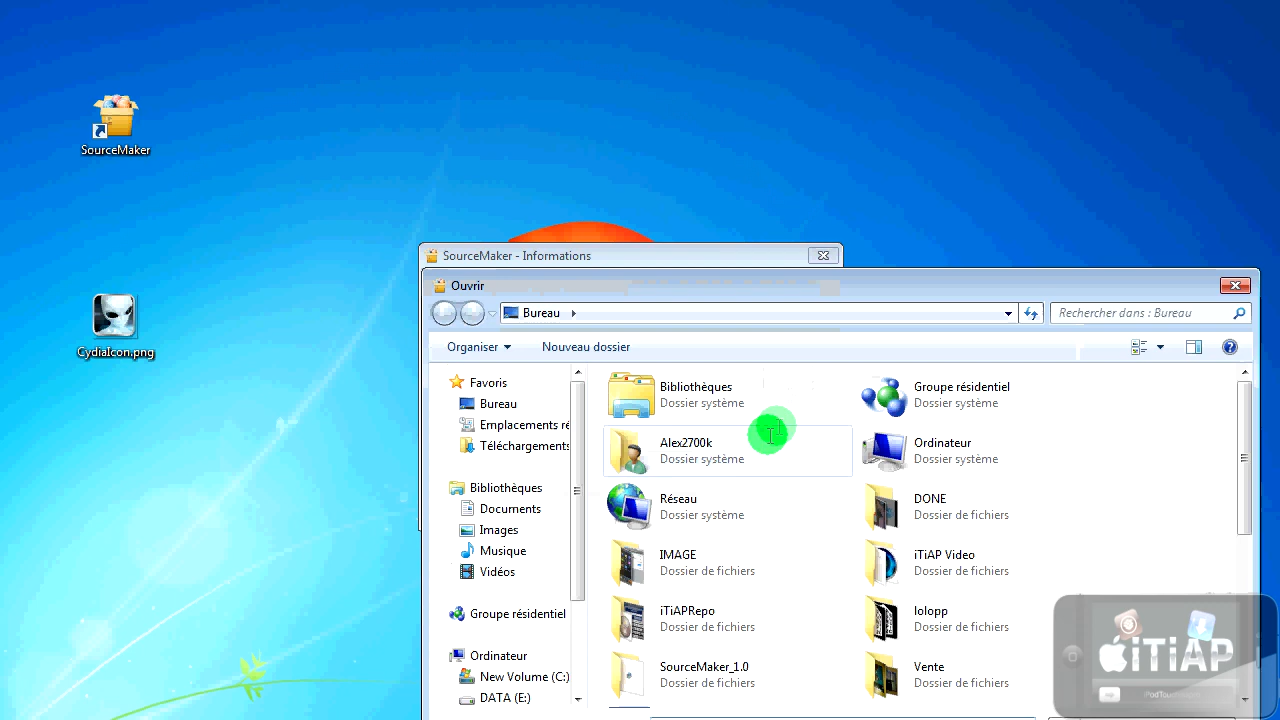 SourceMaker
CydiaIcon.png
SourceMaker - Informations
Ouvrir
Bureau
Rechercher dans : Bureau
Organiser
Nouveau dossier
Favoris
Bureau
Emplacements ré
Téléchargements
Bibliothèques
Documents
Images
Musique
Vidéos
Groupe résidentiel
Ordinateur
New Volume (C:)
DATA (E:)
Bibliothèques
Dossier système
Groupe résidentiel
Dossier système
Alex2700k
Dossier système
Ordinateur
Dossier système
Réseau
Dossier système
DONE
Dossier de fichiers
IMAGE
Dossier de fichiers
iTiAP Video
Dossier de fichiers
iTiAPRepo
Dossier de fichiers
lolopp
Dossier de fichiers
SourceMaker_1.0
Dossier de fichiers
Vente
Dossier de fichiers
iTiAP